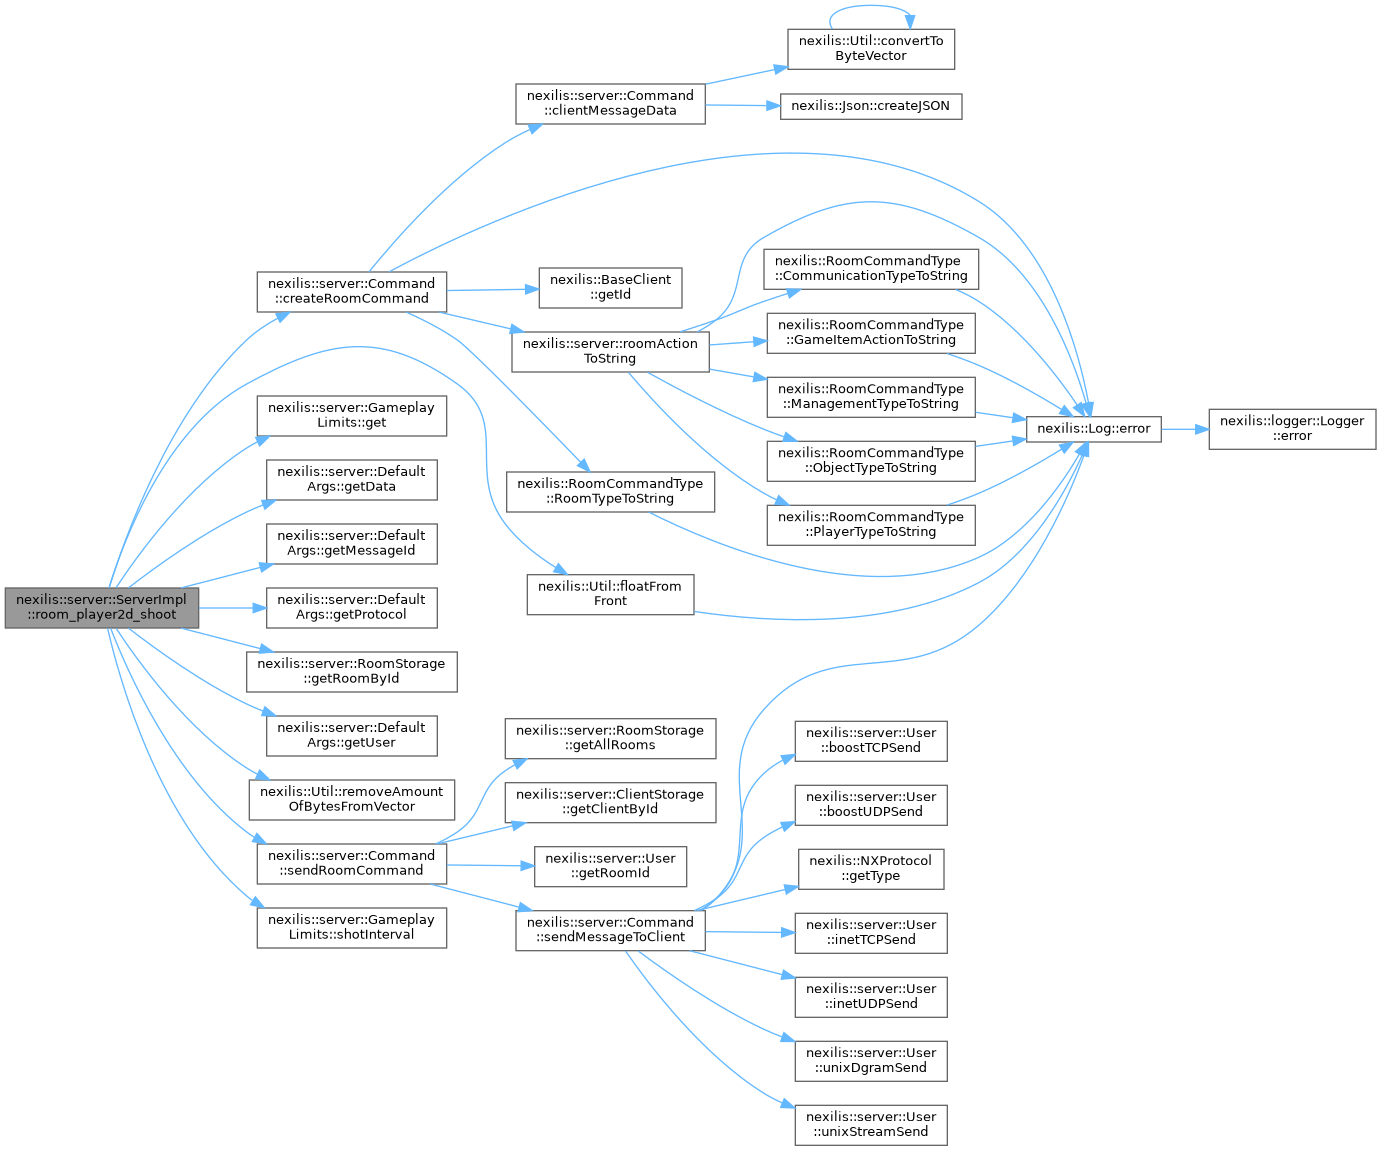 nexilis::server::ServerImpl
::room_player2d_shoot
nexilis::server::Command
::createRoomCommand
nexilis::server::Gameplay
Limits::get
nexilis::server::Default
Args::getData
nexilis::server::Default
Args::getMessageId
nexilis::server::Default
Args::getProtocol
nexilis::server::RoomStorage
::getRoomById
nexilis::server::Default
Args::getUser
nexilis::Util::removeAmount
OfBytesFromVector
nexilis::server::Command
::sendRoomCommand
nexilis::server::Gameplay
Limits::shotInterval
nexilis::server::Command
::clientMessageData
nexilis::BaseClient
::getId
nexilis::server::roomAction
ToString
nexilis::RoomCommandType
::RoomTypeToString
nexilis::Util::floatFrom
Front
nexilis::server::RoomStorage
::getAllRooms
nexilis::server::ClientStorage
::getClientById
nexilis::server::User
::getRoomId
nexilis::server::Command
::sendMessageToClient
nexilis::Util::convertTo
ByteVector
nexilis::Json::createJSON
nexilis::RoomCommandType
::CommunicationTypeToString
nexilis::RoomCommandType
::GameItemActionToString
nexilis::RoomCommandType
::ManagementTypeToString
nexilis::RoomCommandType
::ObjectTypeToString
nexilis::RoomCommandType
::PlayerTypeToString
nexilis::server::User
::boostTCPSend
nexilis::server::User
::boostUDPSend
nexilis::NXProtocol
::getType
nexilis::server::User
::inetTCPSend
nexilis::server::User
::inetUDPSend
nexilis::server::User
::unixDgramSend
nexilis::server::User
::unixStreamSend
nexilis::Log::error
nexilis::logger::Logger
::error